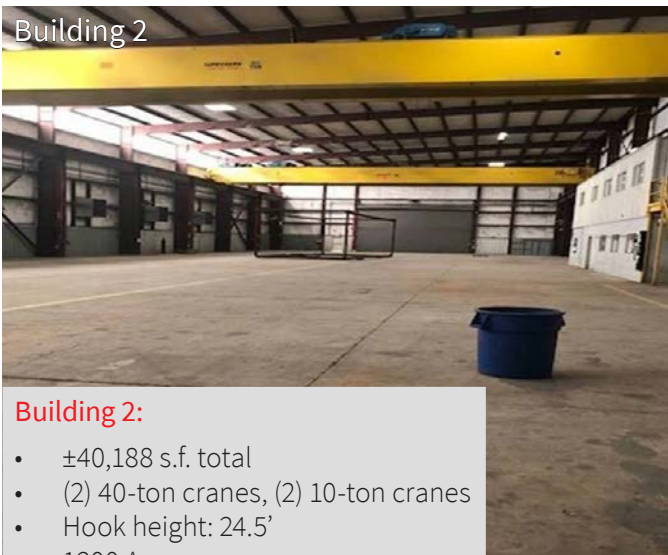 Building 2
Building 2:
• ±40,188 s.f. total
• (2) 40-ton cranes, (2) 10-ton cranes
• Hook height: 24.5’